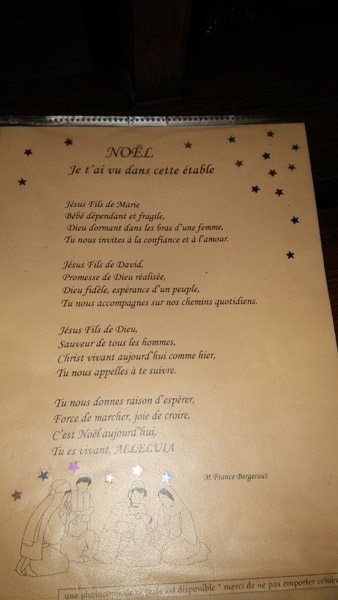 NOËL
Je t'ai vu dans cette étable
Jésus Fils de Marie
Bébé dépendant et fragile,
Dieu dormant dans les bras d'une femme,
Tu nous invites à la confiance et à l'amour.
Jésus Fils de David,
Promesse de Dieu réalisée,
Dieu fidèle, espérance d'un peuple,
Tu nous accompagnes sur nos chemins quotidiens.
Jésus Fils de Dieu,
Sauveur de tous les hommes,
Christ vivant aujourd'hui comme hier,
Tu nous appelles à te suivre.
Tu nous donnes raison d'espérer,
Force de marcher, joie de croire,
C'est Noël aujourd'hui,
Tu es vivant, ALLELUIA
M.France Bergeraut
une photocopie de est disponible * merci de ne pas emporter celui